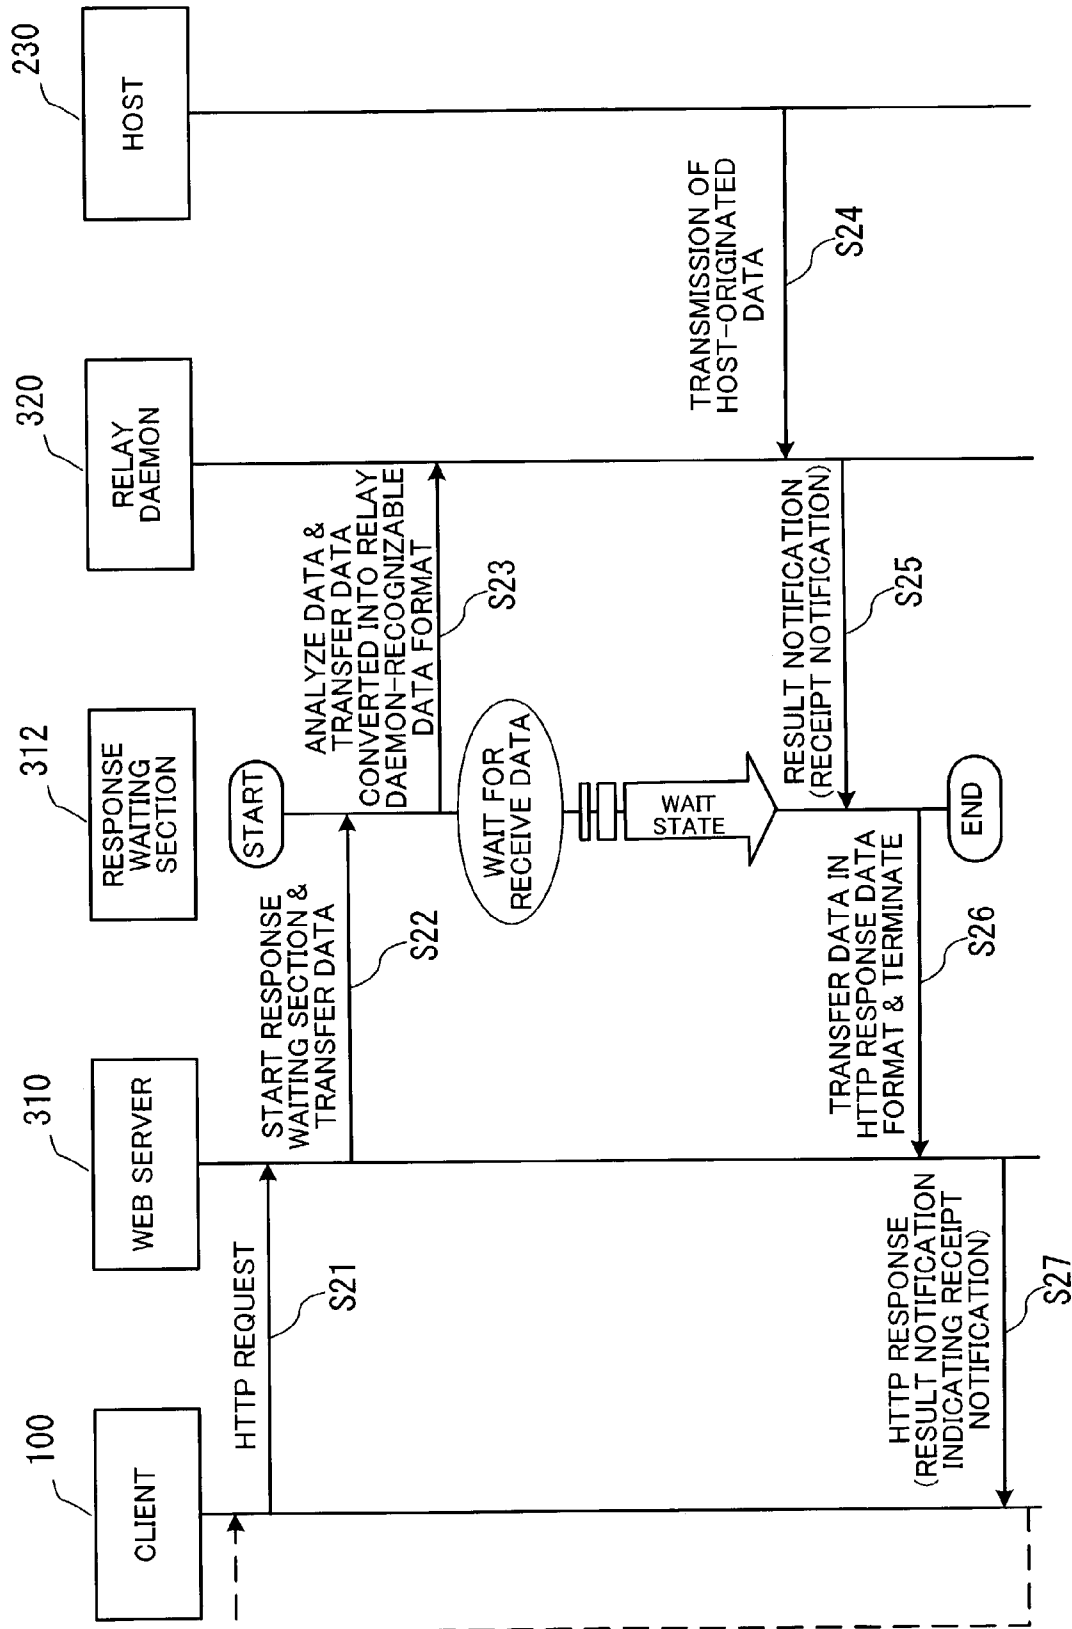 100
310
312
320
230
CLIENT
WEB SERVER
RESPONSE
WAITING
SECTION
RELAY
DAEMON
HOST
HTTP REQUEST
S21
START RESPONSE
WAITING SECTION &
TRANSFER DATA
S22
START
ANALYZE DATA &
TRANSFER DATA
CONVERTED INTO RELAY
DAEMON-RECOGNIZABLE
DATA FORMAT
S23
WAIT FOR
RECEIVE DATA
WAIT
STATE
TRANSMISSION OF
HOST-ORIGINATED
DATA
S24
RESULT NOTIFICATION
(RECEIPT NOTIFICATION)
S25
TRANSFER DATA IN
HTTP RESPONSE DATA
FORMAT & TERMINATE
S26
END
HTTP RESPONSE
(RESULT NOTIFICATION
INDICATING RECEIPT
NOTIFICATION)
S27